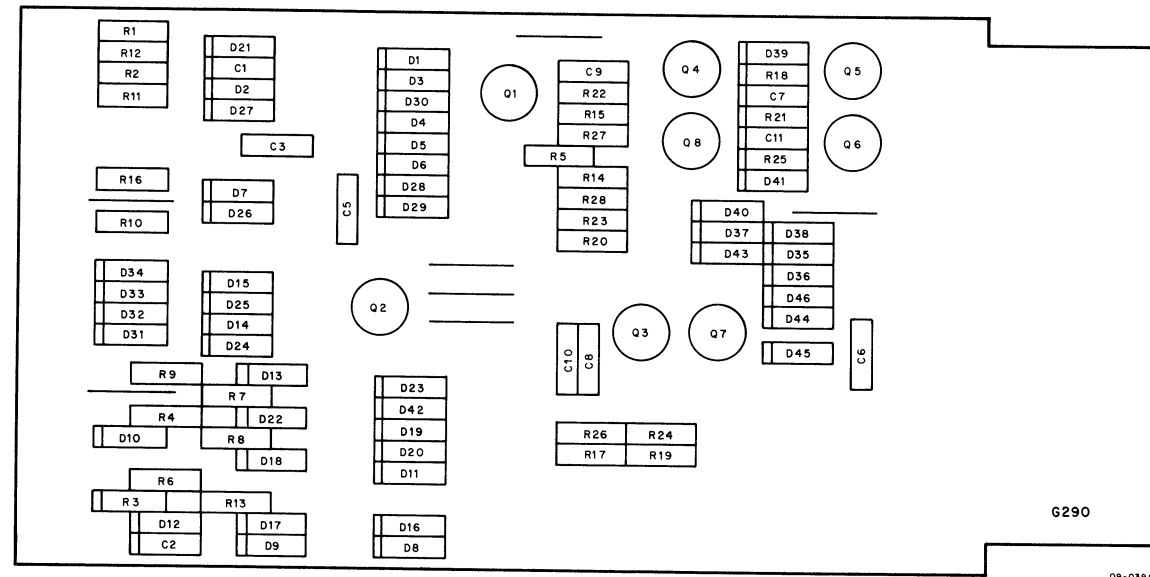 R1
R12
R2
R11
D21
C1
D2
D27
C3
R16
R10
D7
D26
C5
D1
D3
D30
D4
D5
D6
D28
D29
Q1
C9
R22
R15
R27
R5
R14
R28
R23
R20
Q4
Q8
D39
R18
C7
R21
C11
R25
D41
Q5
Q6
D40
D37
D43
D38
D35
D36
D46
D44
D45
C6
D34
D33
D32
D31
D15
D25
D14
D24
Q2
Q3
Q7
C10
C8
R9
D13
R7
R4
D22
D10
R8
D18
R6
R3
R13
D12
C2
D17
D9
D23
D42
D19
D20
D11
D16
D8
R26
R24
R17
R19
G290